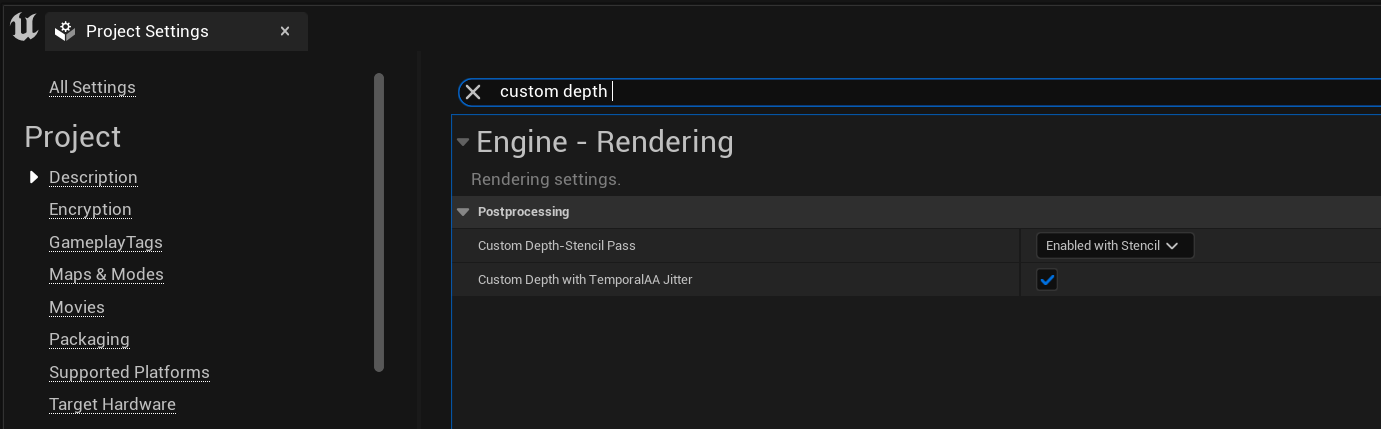 Project Settings
All Settings
Project
Description
Encryption
GameplayTags
Maps & Modes
Movies
Packaging
Supported Platforms
Target Hardware
custom depth
Engine - Rendering
Rendering settings.
Postprocessing
Custom Depth-Stencil Pass
Enabled with Stencil
Custom Depth with TemporalAA Jitter